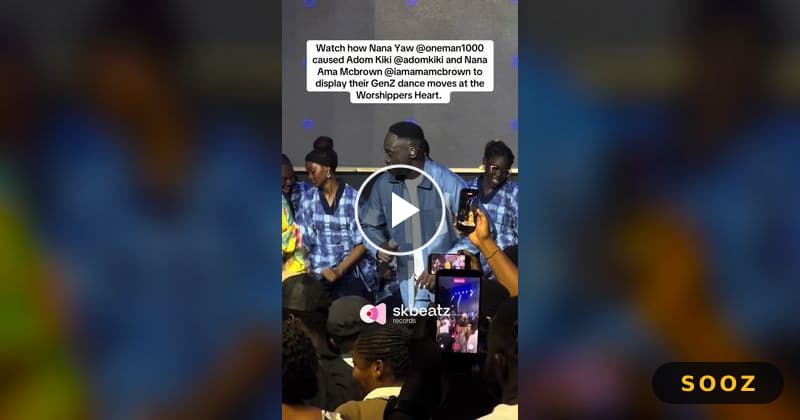 Watch how Nana Yaw @oneman1000
caused Adom Kiki @adomkiki and Nana
Ama Mcbrown @iamamamcbrown to
display their GenZ dance moves at the
Worshippers Heart.
skbeatz
records
SOOZ